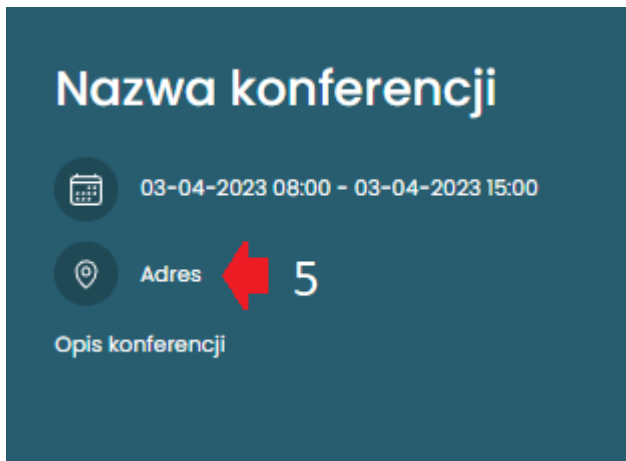 Nazwa konferencji
03-04-2023 08:00 - 03-04-2023 15:00
Adres 5
Opis konferencji